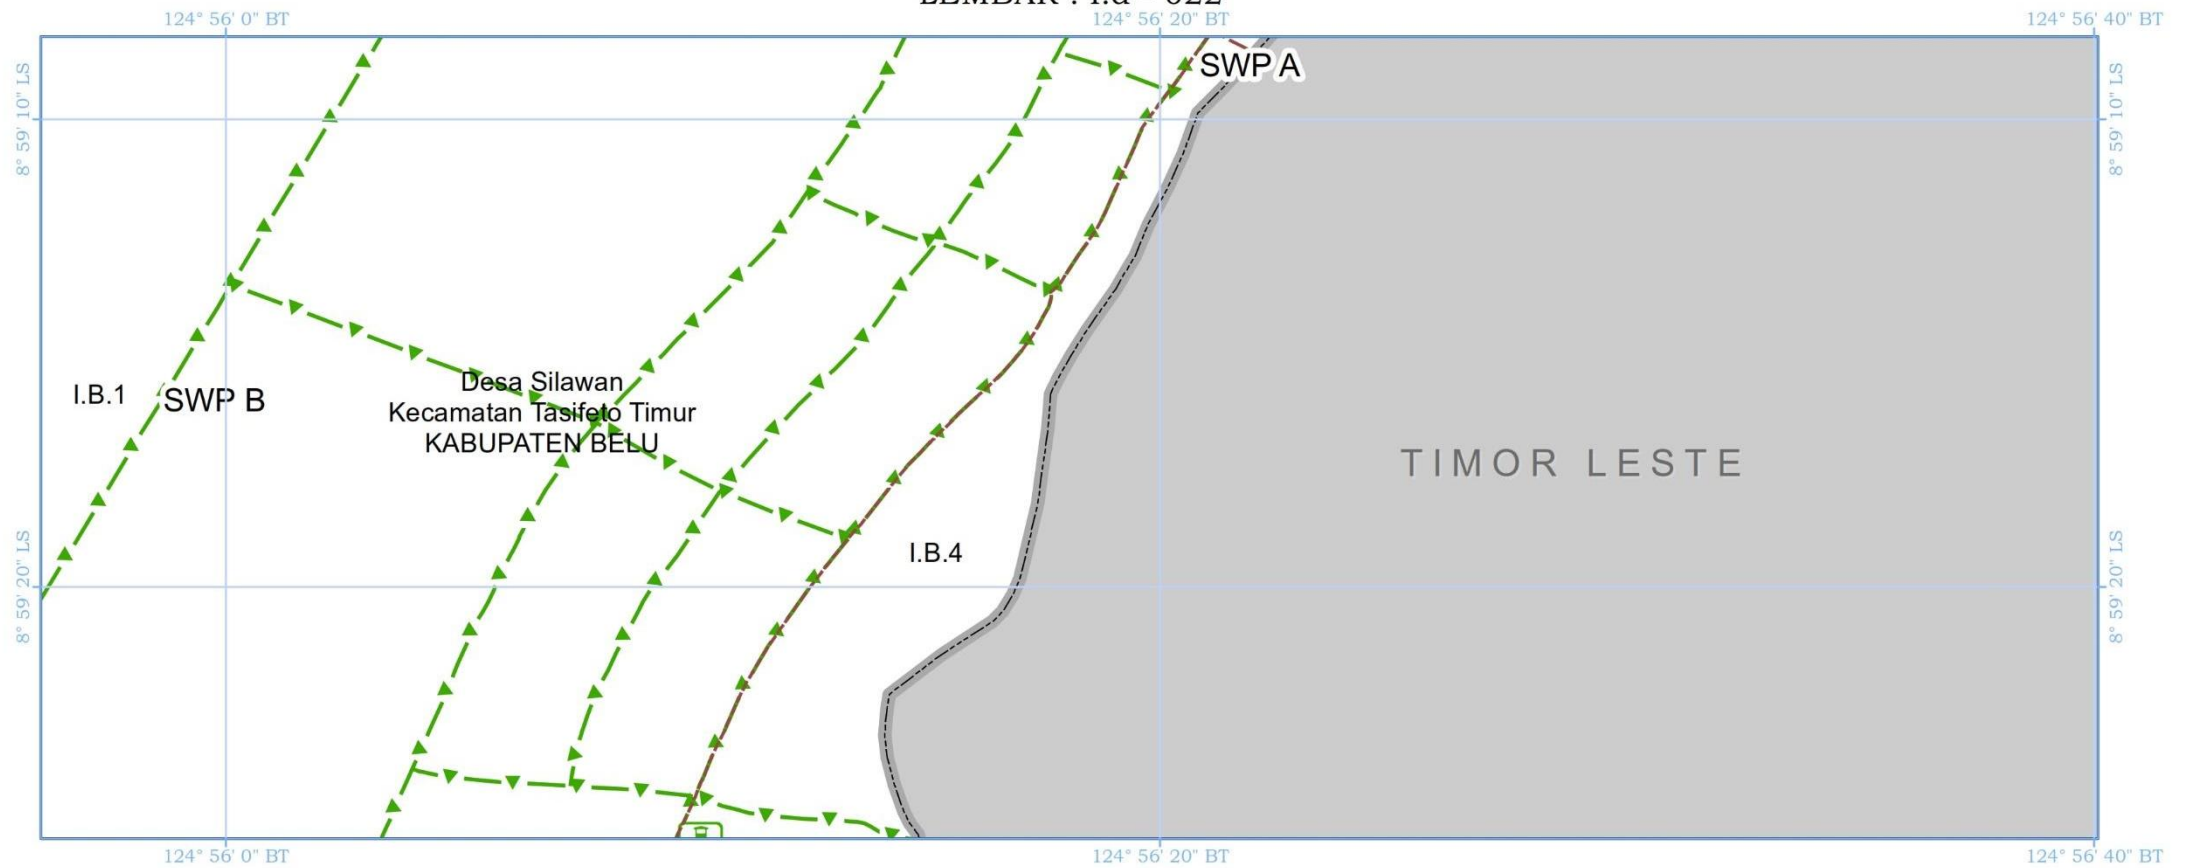 124° 56' 0" BT
124° 56' 20" BT
124° 56' 40" BT
SWP A
8° 59' 10" LS
8° 59' 10" LS
I.B.1
SWP B
Desa Silawan
Kecamatan Tasifeto Timur
KABUPATEN BELU
TIMOR LESTE
I.B.4
8° 59' 20" LS
8° 59' 20" LS
124° 56' 0" BT
124° 56' 20" BT
124° 56' 40" BT